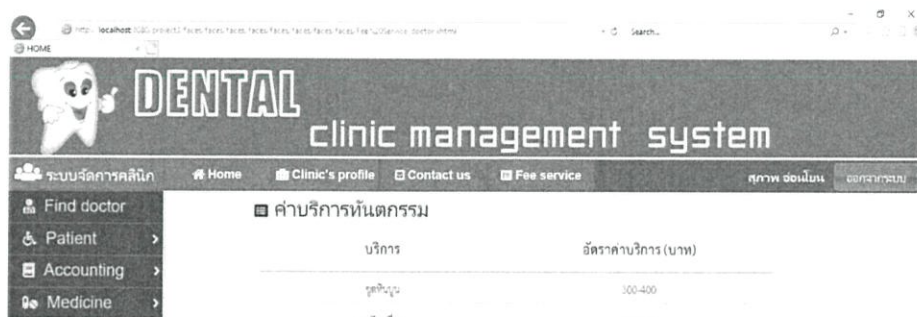 Search...
HOME
DENTAL
clinic management system
ระบบจัดการคลินิก Home Clinic's profile Contact us Fee service สุภาพ อ่อนโยน ออกจากระบบ
Find doctor
ค่าบริการทันตกรรม
Patient
บริการ อัตราค่าบริการ (บาท)
Accounting
ขูดหินปูน 300-400
Medicine